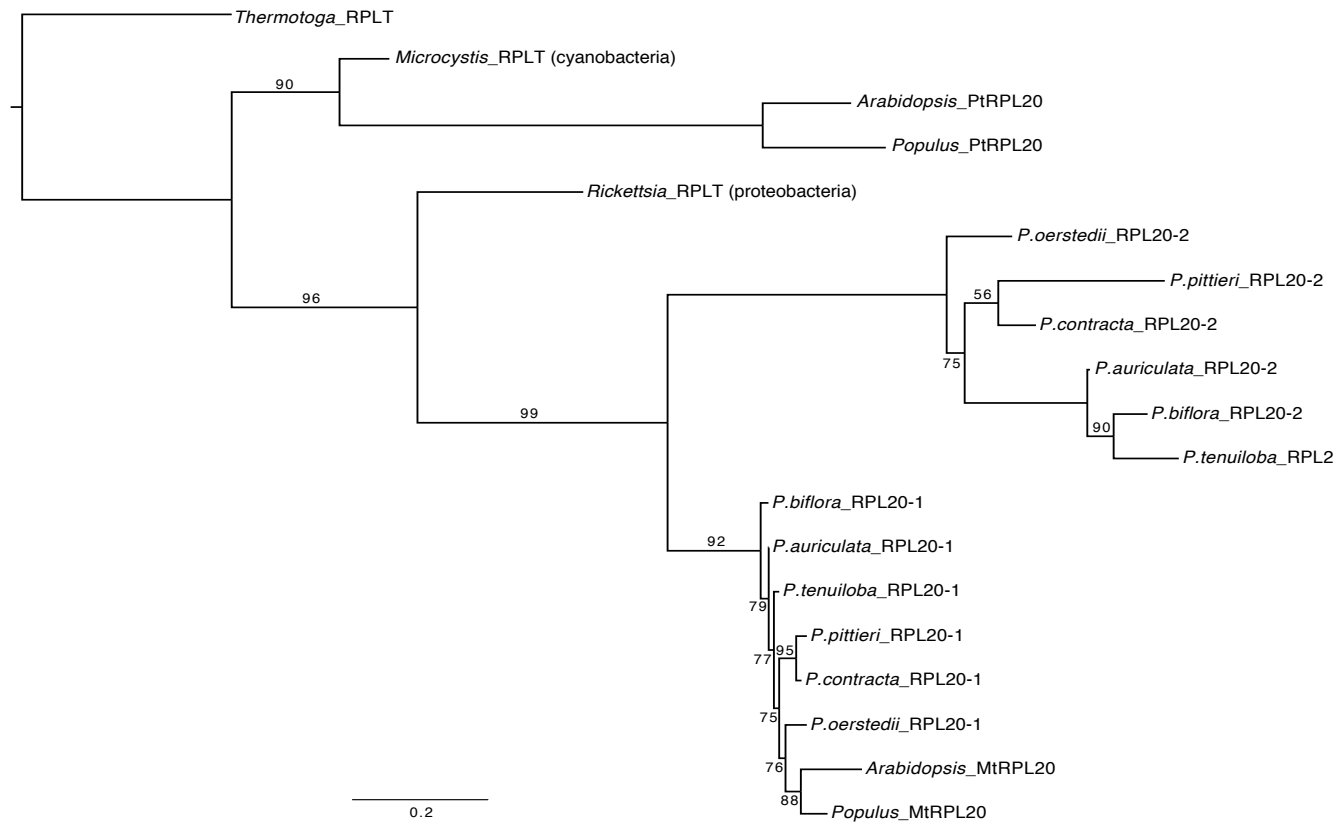 Thermotoga_RPLT
Microcystis_RPLT (cyanobacteria)
90
Arabidopsis_PtRPL20
Populus_PtRPL20
Rickettsia_RPLT (proteobacteria)
P.oerstedii_RPL20-2
P.pittieri_RPL20-2
56
96
P.contracta_RPL20-2
75
P.auriculata_RPL20-2
P.biflora_RPL20-2
99
90
P.tenuiloba_RPL2
P.biflora_RPL20-1
92
P.auriculata_RPL20-1
P.tenuiloba_RPL20-1
79
P.pittieri_RPL20-1
95
77
P.contracta_RPL20-1
75
P.oerstedii_RPL20-1
76
Arabidopsis_MtRPL20
88
Populus_MtRPL20
0.2